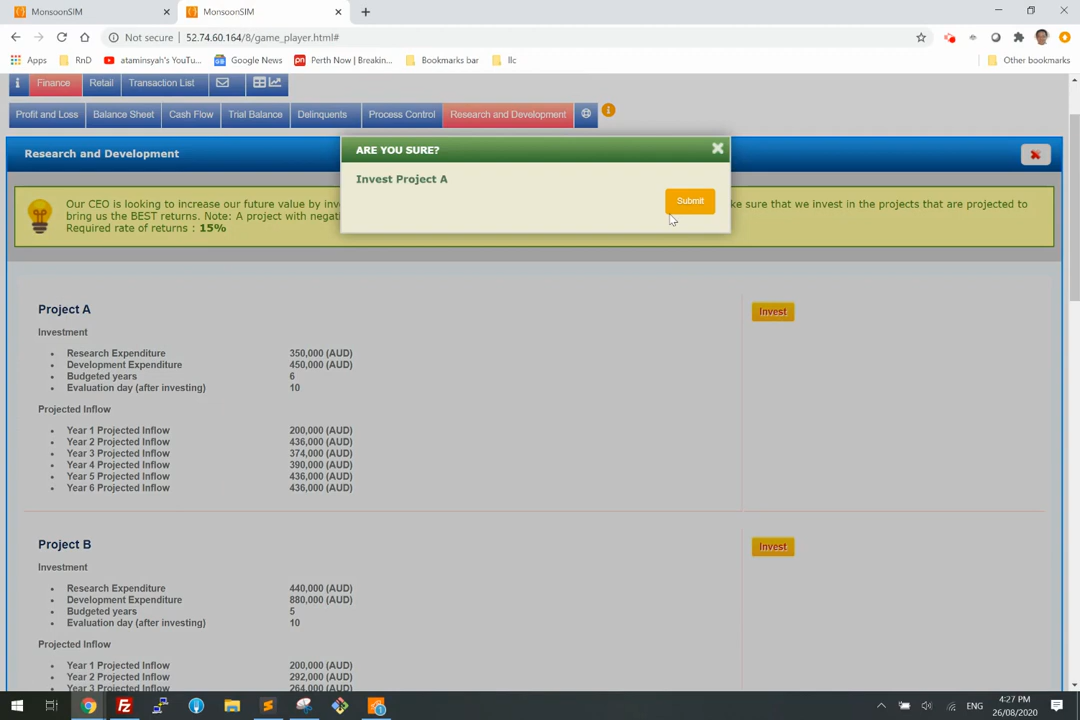 MonsoonSIM
MonsoonSIM
Not secure
52.74.60.164/8/game_player.html#
Apps
RnD
ataminsyah's YouTu...
Google News
Perth Now | Breakin...
Bookmarks bar
llc
Other bookmarks
Finance
Retail
Transaction List
Profit and Loss
Balance Sheet
Cash Flow
Trial Balance
Delinquents
Process Control
Research and Development
Research and Development
ARE YOU SURE?
Invest Project A
Submit
Our CEO is looking to increase our future value by inv
ke sure that we invest in the projects that are projected to
bring us the BEST returns. Note: A project with negati
Required rate of returns : 15%
Project A
Invest
Investment
Research Expenditure 350,000 (AUD)
Development Expenditure 450,000 (AUD)
Budgeted years 6
Evaluation day (after investing) 10
Projected Inflow
Year 1 Projected Inflow 200,000 (AUD)
Year 2 Projected Inflow 436,000 (AUD)
Year 3 Projected Inflow 374,000 (AUD)
Year 4 Projected Inflow 390,000 (AUD)
Year 5 Projected Inflow 436,000 (AUD)
Year 6 Projected Inflow 436,000 (AUD)
Project B
Invest
Investment
Research Expenditure 440,000 (AUD)
Development Expenditure 880,000 (AUD)
Budgeted years 5
Evaluation day (after investing) 10
Projected Inflow
Year 1 Projected Inflow 200,000 (AUD)
Year 2 Projected Inflow 292,000 (AUD)
Year 3 Projected Inflow 264,000 (AUD)
ENG
4:27 PM
26/08/2020